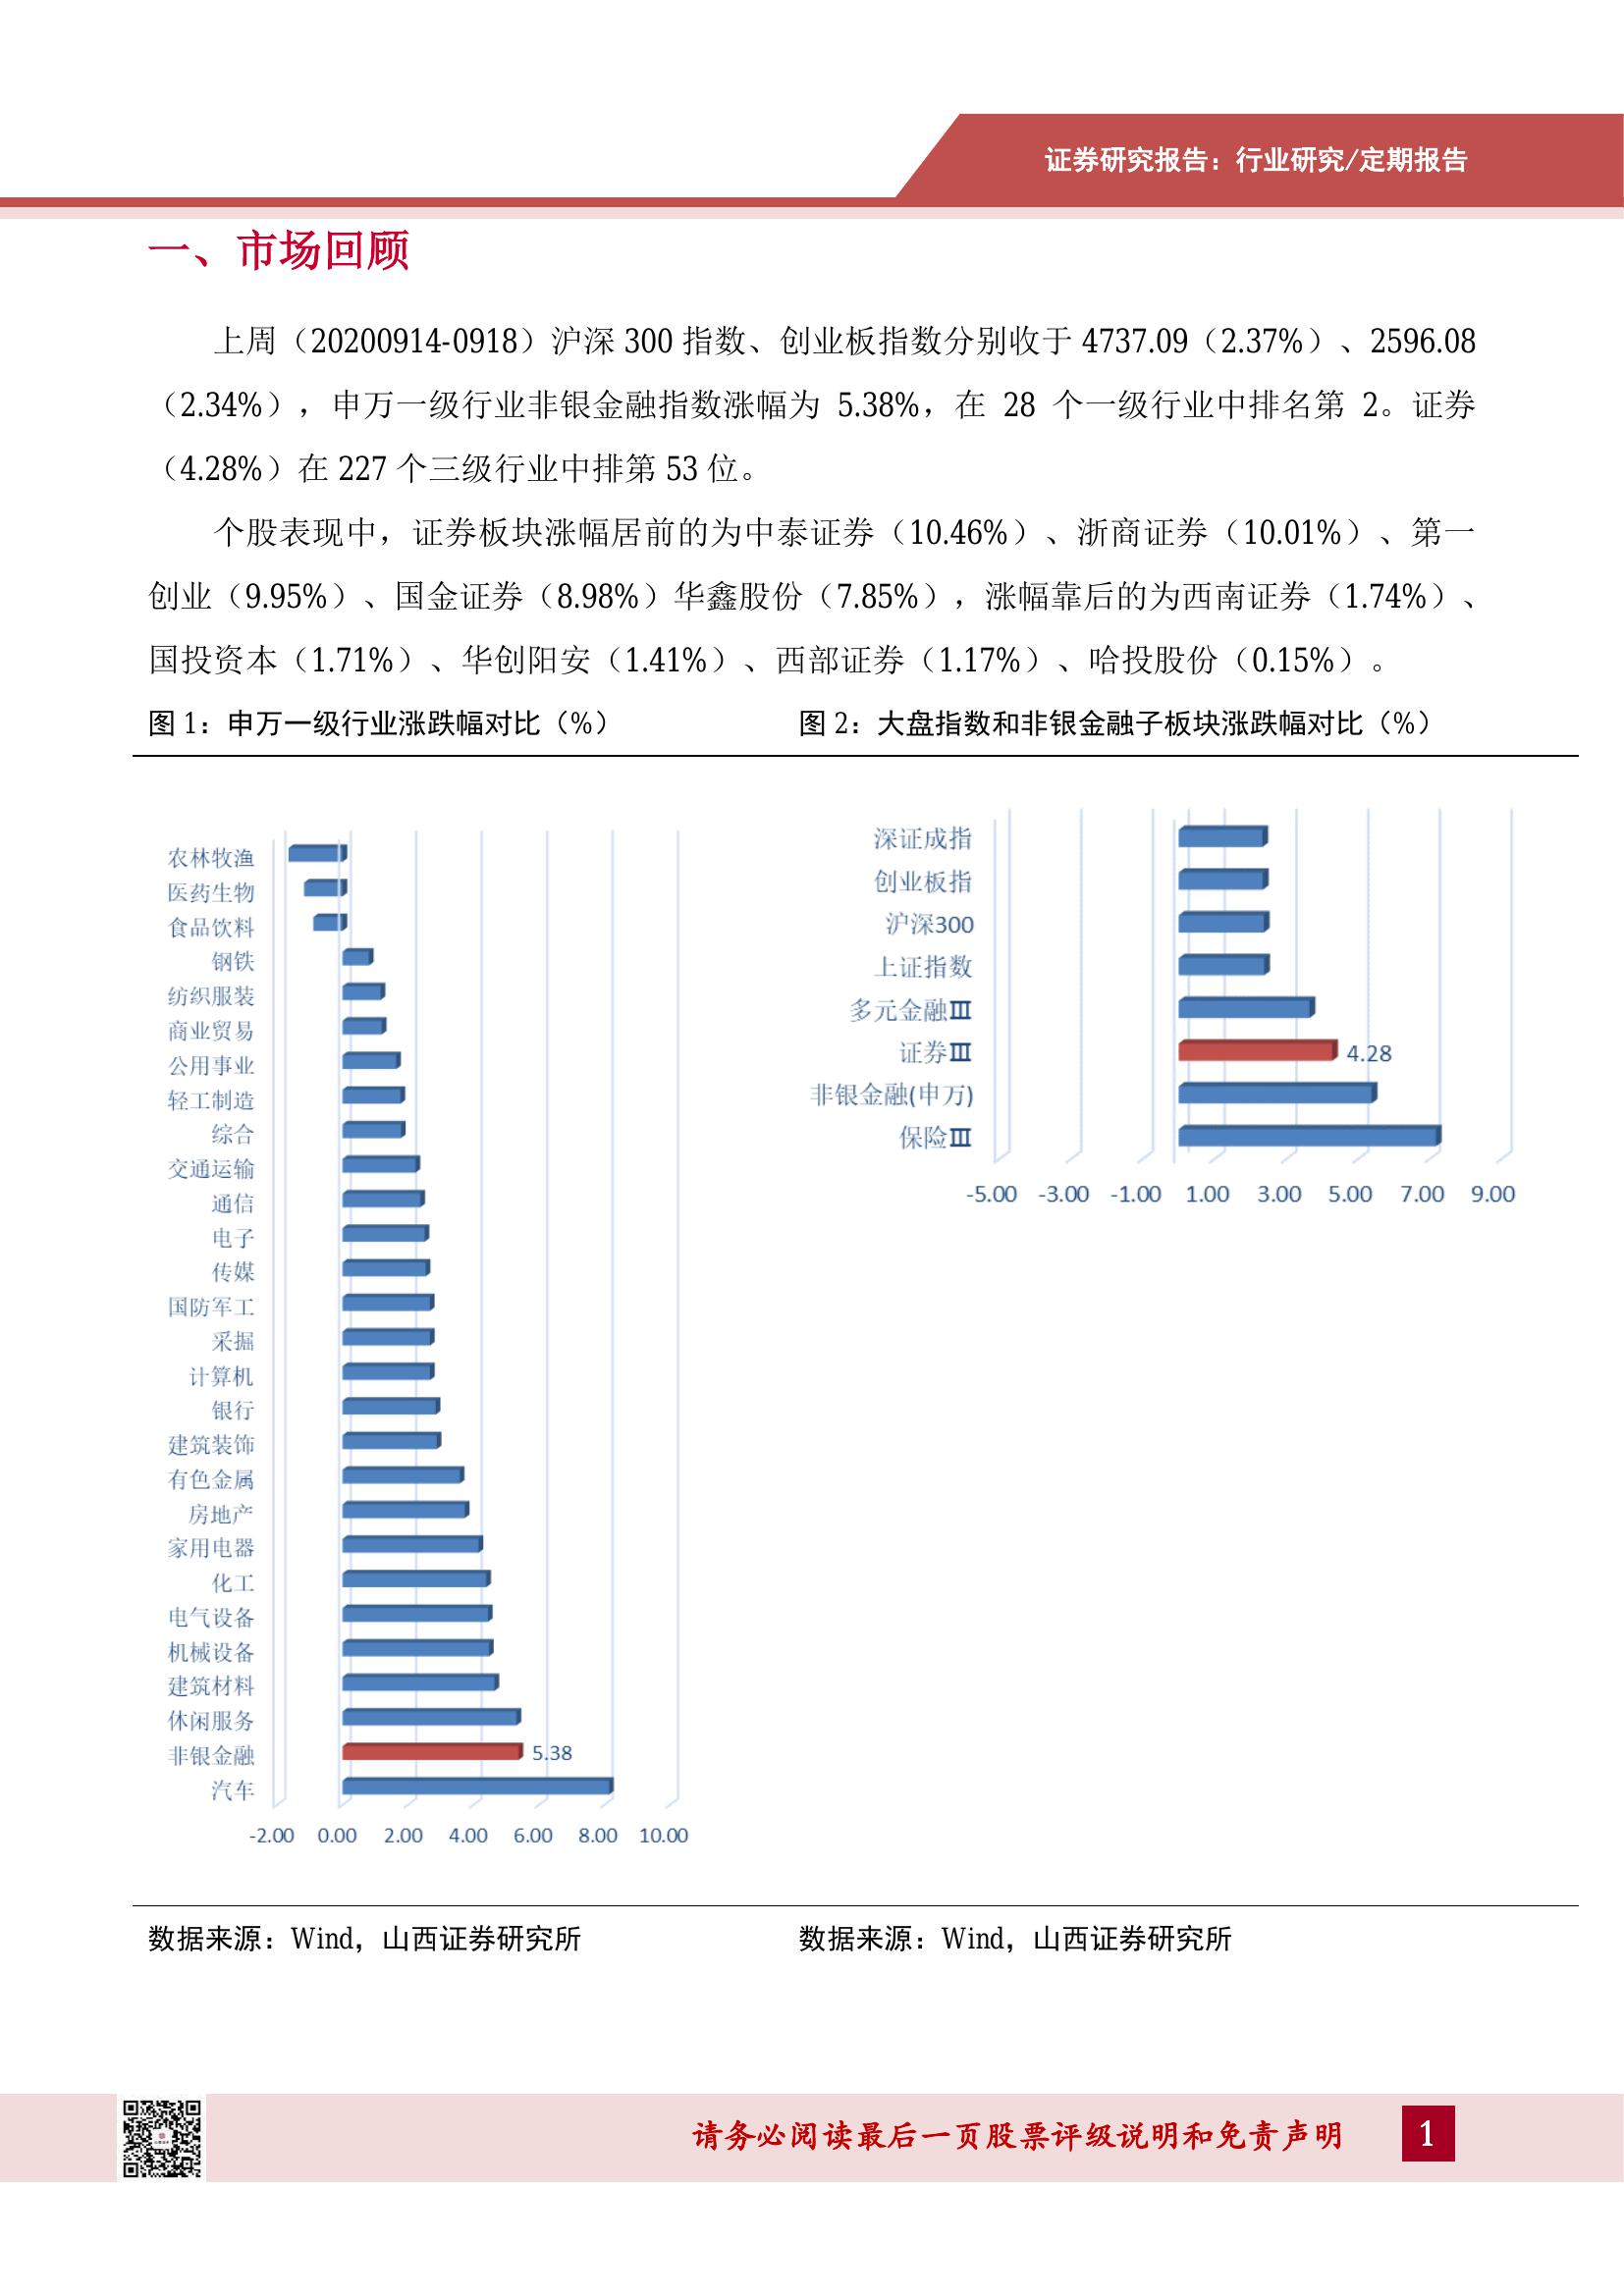 证券研究报告：行业研究/定期报告
一、市场回顾
上周（20200914-0918）沪深 300 指数、创业板指数分别收于 4737.09（2.37%）、2596.08
（2.34%），申万一级行业非银金融指数涨幅为 5.38%，在 28 个一级行业中排名第 2。证券
（4.28%）在 227 个三级行业中排第 53 位。
个股表现中，证券板块涨幅居前的为中泰证券（10.46%）、浙商证券（10.01%）、第一
创业（9.95%）、国金证券（8.98%）华鑫股份（7.85%），涨幅靠后的为西南证券（1.74%）、
国投资本（1.71%）、华创阳安（1.41%）、西部证券（1.17%）、哈投股份（0.15%）。
图 1：申万一级行业涨跌幅对比（%）
农林牧渔
医药生物
食品饮料
钢铁
纺织服装
商业贸易
公用事业
轻工制造
综合
交通运输
通信
电子
传媒
国防军工
采掘
计算机
银行
建筑装饰
有色金属
房地产
家用电器
化工
电气设备
机械设备
建筑材料
休闲服务
非银金融 5.38
汽车
-2.00 0.00 2.00 4.00 6.00 8.00 10.00
数据来源：Wind，山西证券研究所
图 2：大盘指数和非银金融子板块涨跌幅对比（%）
深证成指
创业板指
沪深300
上证指数
多元金融Ⅲ
证券Ⅲ 4.28
非银金融(申万)
保险Ⅲ
-5.00 -3.00 -1.00 1.00 3.00 5.00 7.00 9.00
数据来源：Wind，山西证券研究所
请务必阅读最后一页股票评级说明和免责声明 1